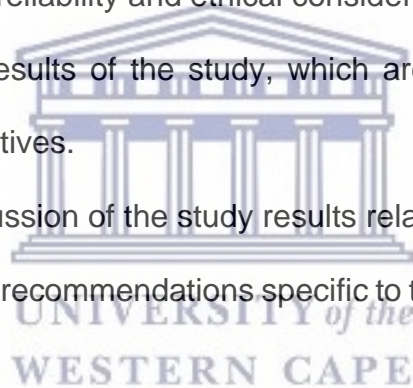 reliability and ethical consider
esults of the study, which are
tives.
ussion of the study results rela
recommendations specific to t
UNIVERSITY of the
WESTERN CAPE